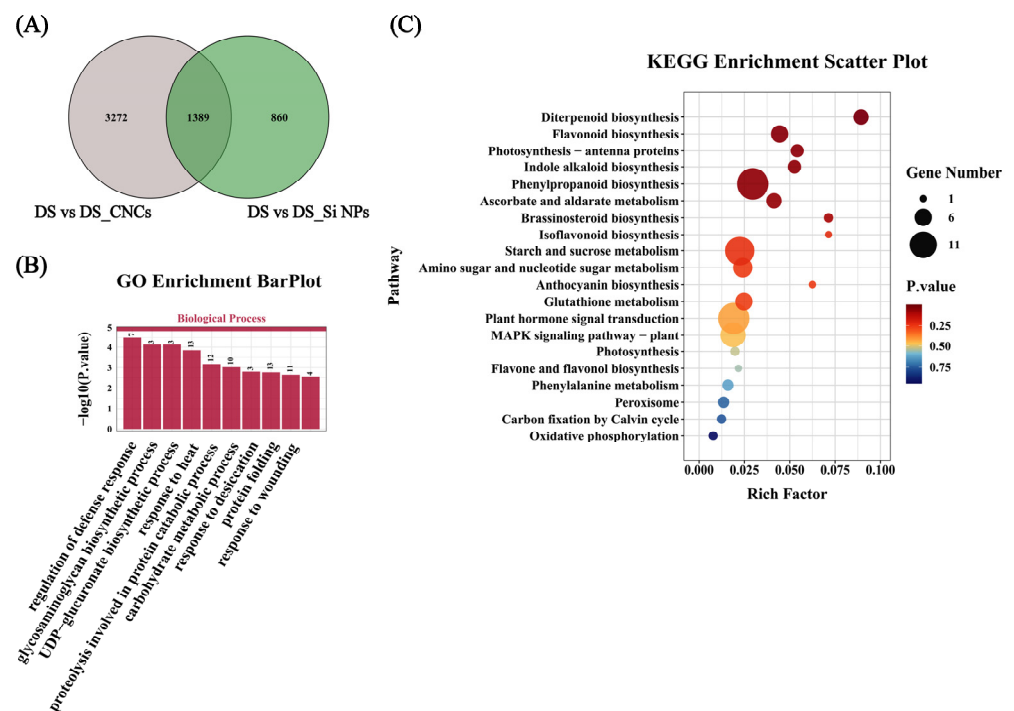 (A)
3272
1389
860
DS vs DS_CNCs
DS vs DS_Si NPs
(B)
GO Enrichment BarPlot
Biological Process
−log10(P.value)
5
4
3
2
1
0
7
3
3
13
12
10
3
13
11
4
regulation of defense response
glycosaminoglycan biosynthetic process
UDP−glucuronate biosynthetic process
response to heat
proteolysis involved in protein catabolic process
carbohydrate metabolic process
response to desiccation
protein folding
response to wounding
(C)
KEGG Enrichment Scatter Plot
Pathway
Diterpenoid biosynthesis
Flavonoid biosynthesis
Photosynthesis − antenna proteins
Indole alkaloid biosynthesis
Phenylpropanoid biosynthesis
Ascorbate and aldarate metabolism
Brassinosteroid biosynthesis
Isoflavonoid biosynthesis
Starch and sucrose metabolism
Amino sugar and nucleotide sugar metabolism
Anthocyanin biosynthesis
Glutathione metabolism
Plant hormone signal transduction
MAPK signaling pathway − plant
Photosynthesis
Flavone and flavonol biosynthesis
Phenylalanine metabolism
Peroxisome
Carbon fixation by Calvin cycle
Oxidative phosphorylation
0.000 0.025 0.050 0.075 0.100
Rich Factor
Gene Number
1
6
11
P.value
0.25
0.50
0.75